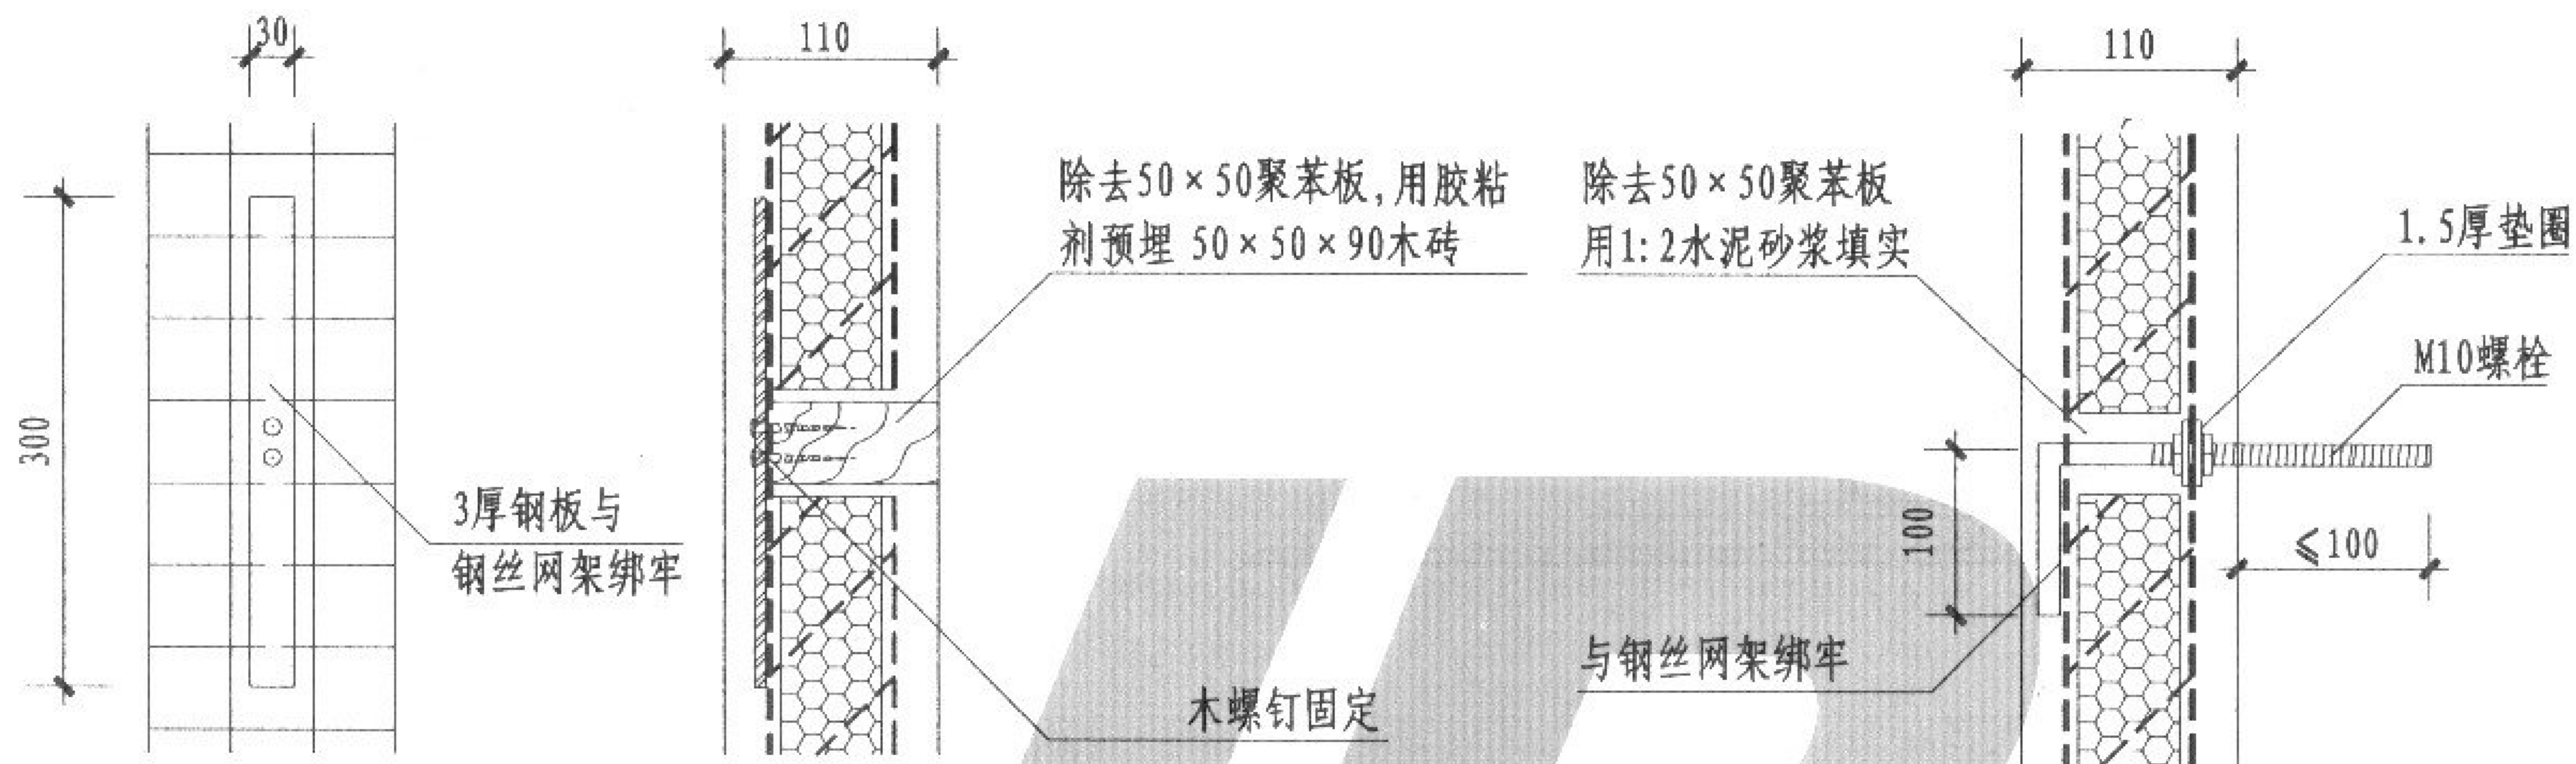 30
300
3厚钢板与
钢丝网架绑牢
110
除去50×50聚苯板,用胶粘
剂预埋 50×50×90木砖
木螺钉固定
110
除去50×50聚苯板
用1:2水泥砂浆填实
1.5厚垫圈
M10螺栓
100
≤100
与钢丝网架绑牢